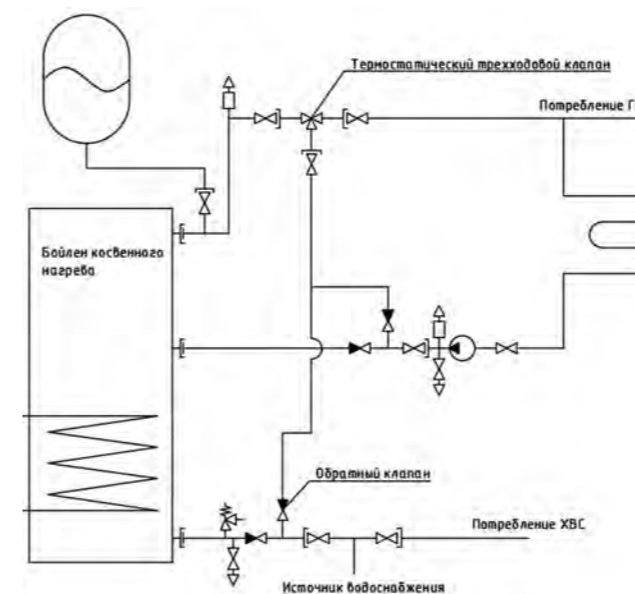 Термостатический трехходовой клапан
Потребление Г
Бойлен косвенного
нагрева
Обратный клапан
Потребление ХВС
Источник водоснабжения